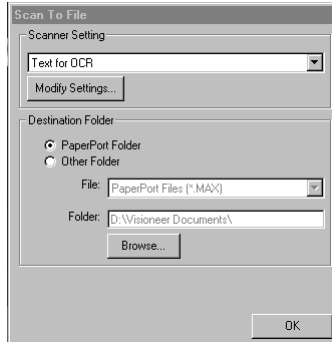 Scan To File
Scanner Setting
Text for OCR
Modify Settings...
Destination Folder
PaperPort Folder
Other Folder
File: PaperPort Files (*.MAX)
Folder: D:\Visioneer Documents\
Browse...
OK